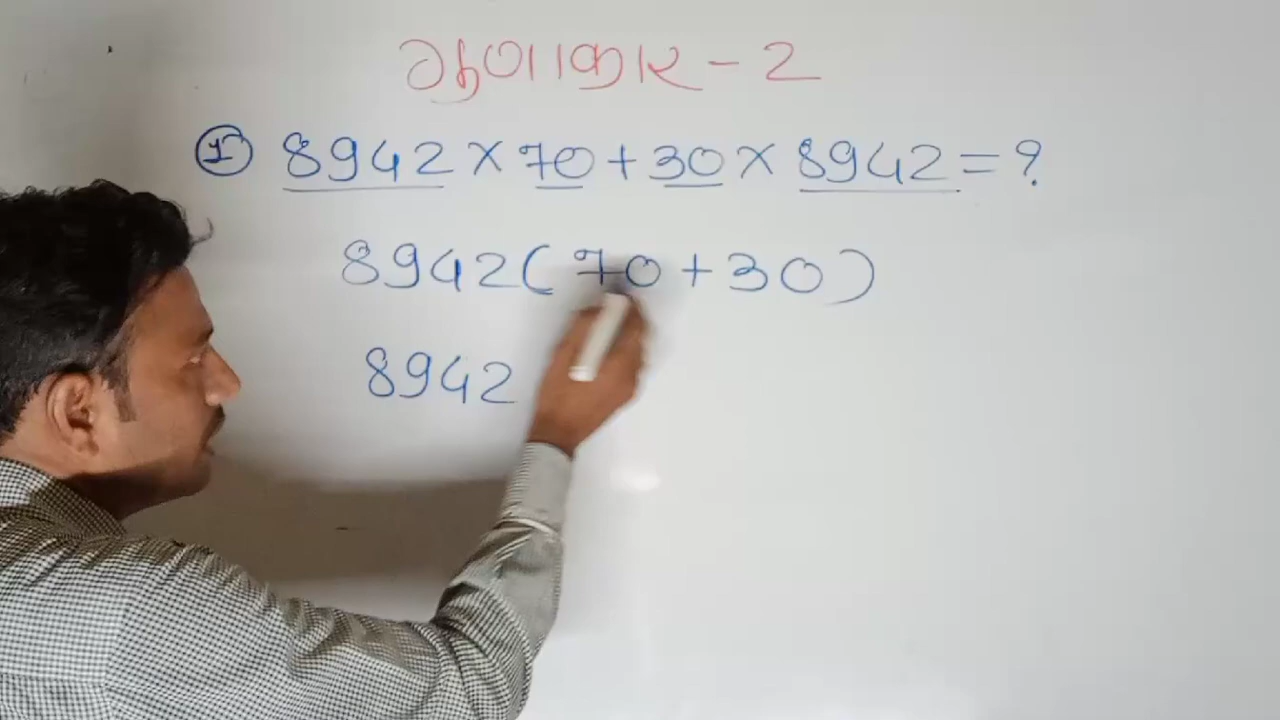 ગુણાકાર - 2
1 8942 × 70 + 30 × 8942 = ?
8942 ( 70 + 30 )
8942